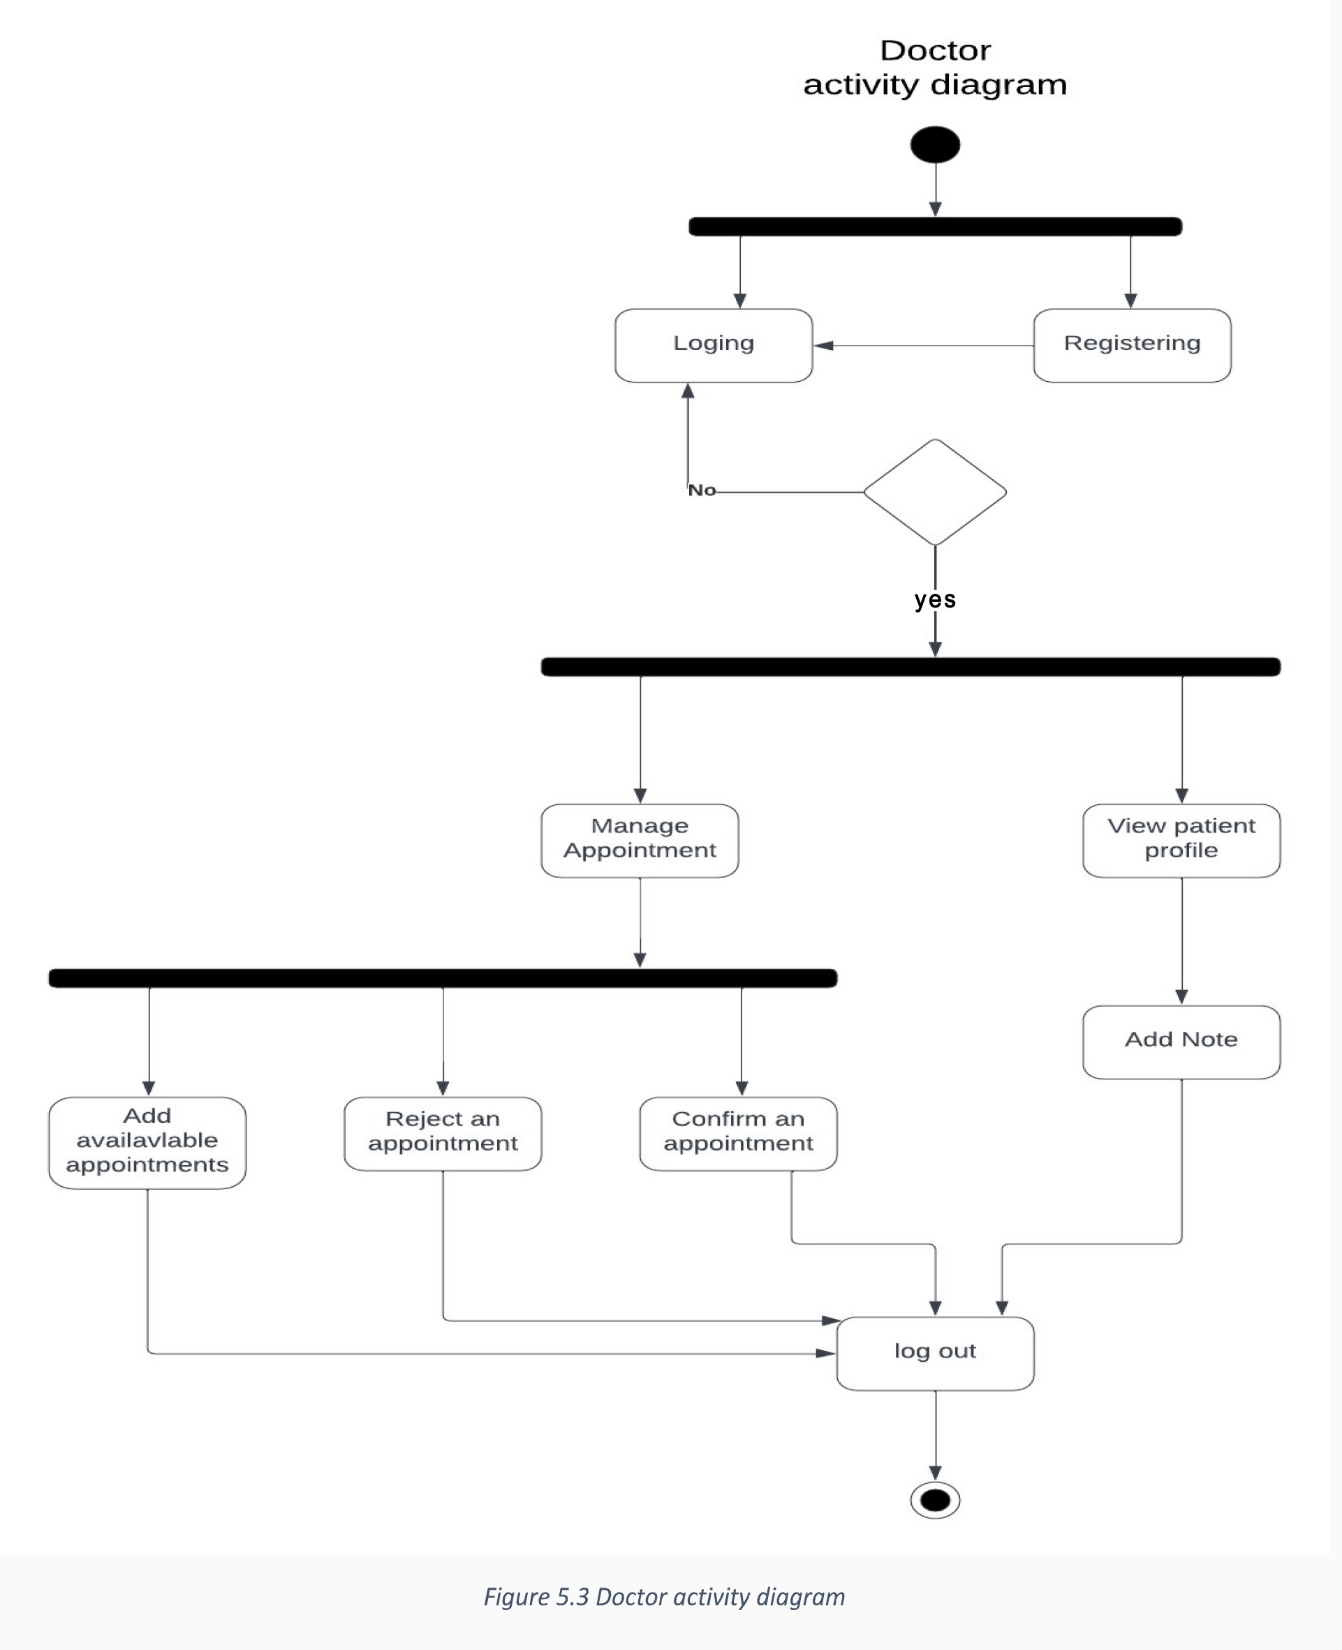 Doctor
activity diagram
Loging
Registering
No
yes
Manage
Appointment
View patient
profile
Add Note
Add
availavlable
appointments
Reject an
appointment
Confirm an
appointment
log out
Figure 5.3 Doctor activity diagram